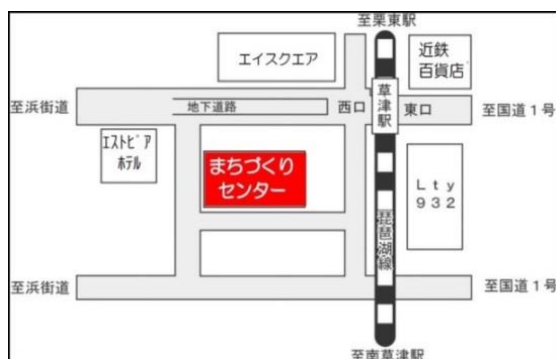 至栗東駅
エイスクエア
近鉄
百貨店
至浜街道
地下道路
西口
草津駅
東口
至国道１号
エストピア
ホテル
まちづくり
センター
Ｌｔｙ
９３２
琵琶湖線
至浜街道
至国道１号
至南草津駅